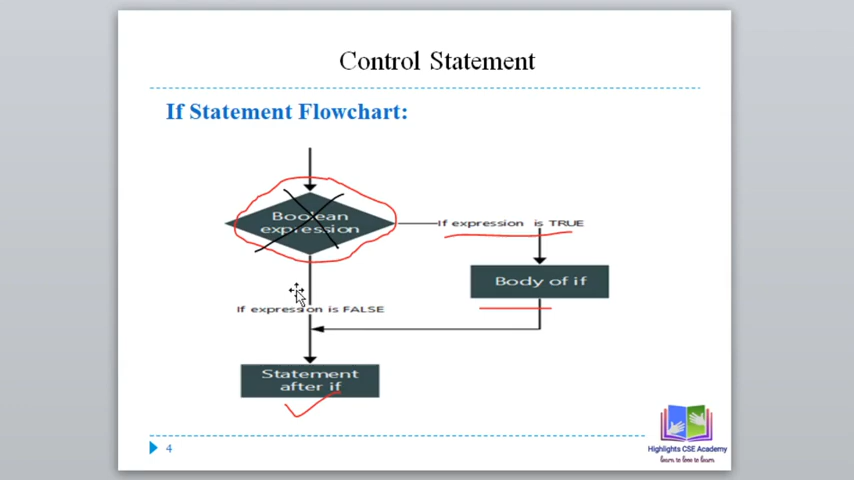 Control Statement
If Statement Flowchart:
Boolean
expression
If expression is TRUE
Body of if
If expression is FALSE
Statement
after if
4
Highlights CSE Academy
learn to love to learn